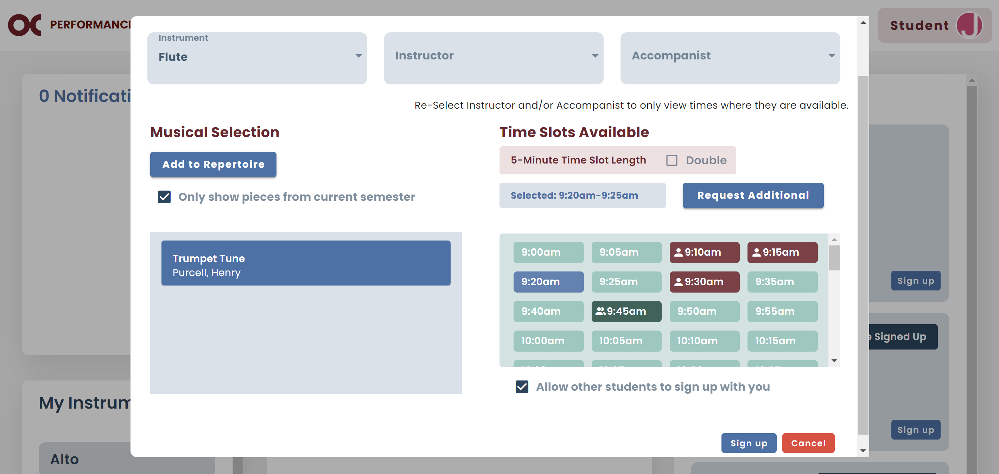 OC PERFORMANC
Student J
Instrument
Flute
Instructor
Accompanist
0 Notificati
Re-Select Instructor and/or Accompanist to only view times where they are available.
Musical Selection
Time Slots Available
Add to Repertoire
5-Minute Time Slot Length Double
Only show pieces from current semester
Selected: 9:20am-9:25am
Request Additional
Trumpet Tune
Purcell, Henry
9:00am 9:05am 9:10am 9:15am
9:20am 9:25am 9:30am 9:35am
9:40am 9:45am 9:50am 9:55am
10:00am 10:05am 10:10am 10:15am
Sign up
e Signed Up
Allow other students to sign up with you
My Instrum
Sign up
Sign up
Cancel
Alto